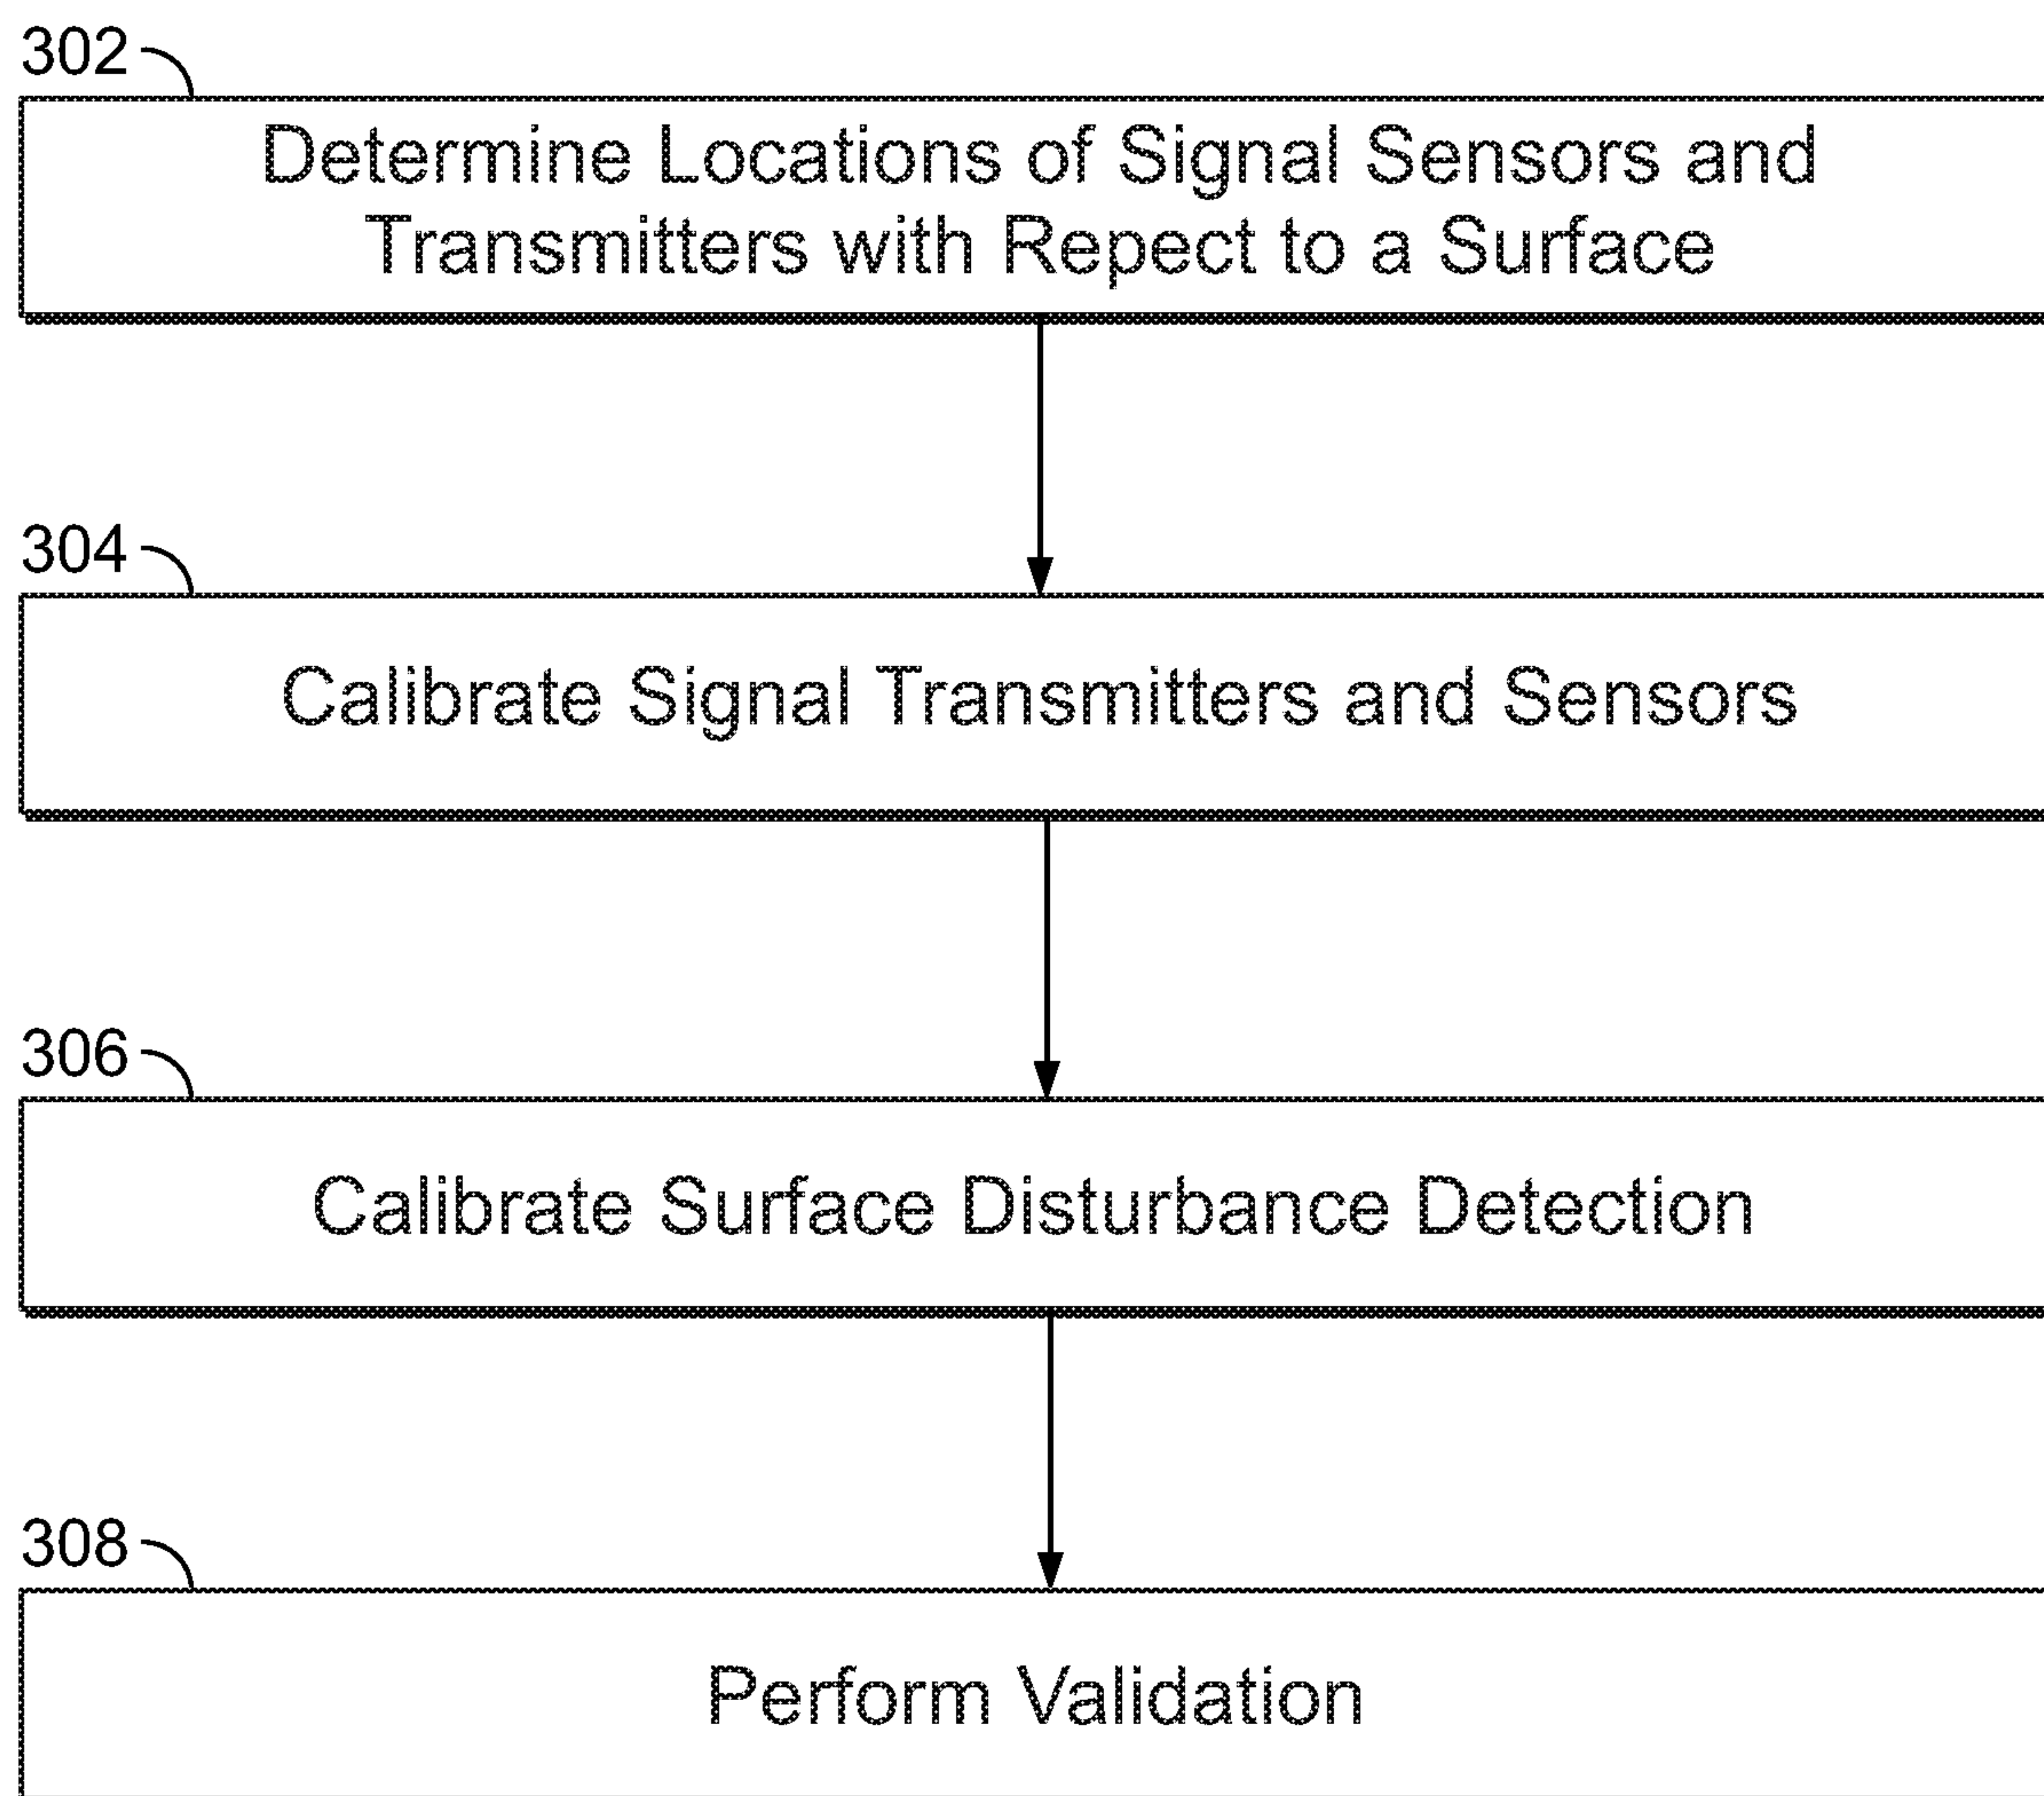 302
Determine Locations of Signal Sensors and
Transmitters with Repect to a Surface
304
Calibrate Signal Transmitters and Sensors
306
Calibrate Surface Disturbance Detection
308
Perform Validation